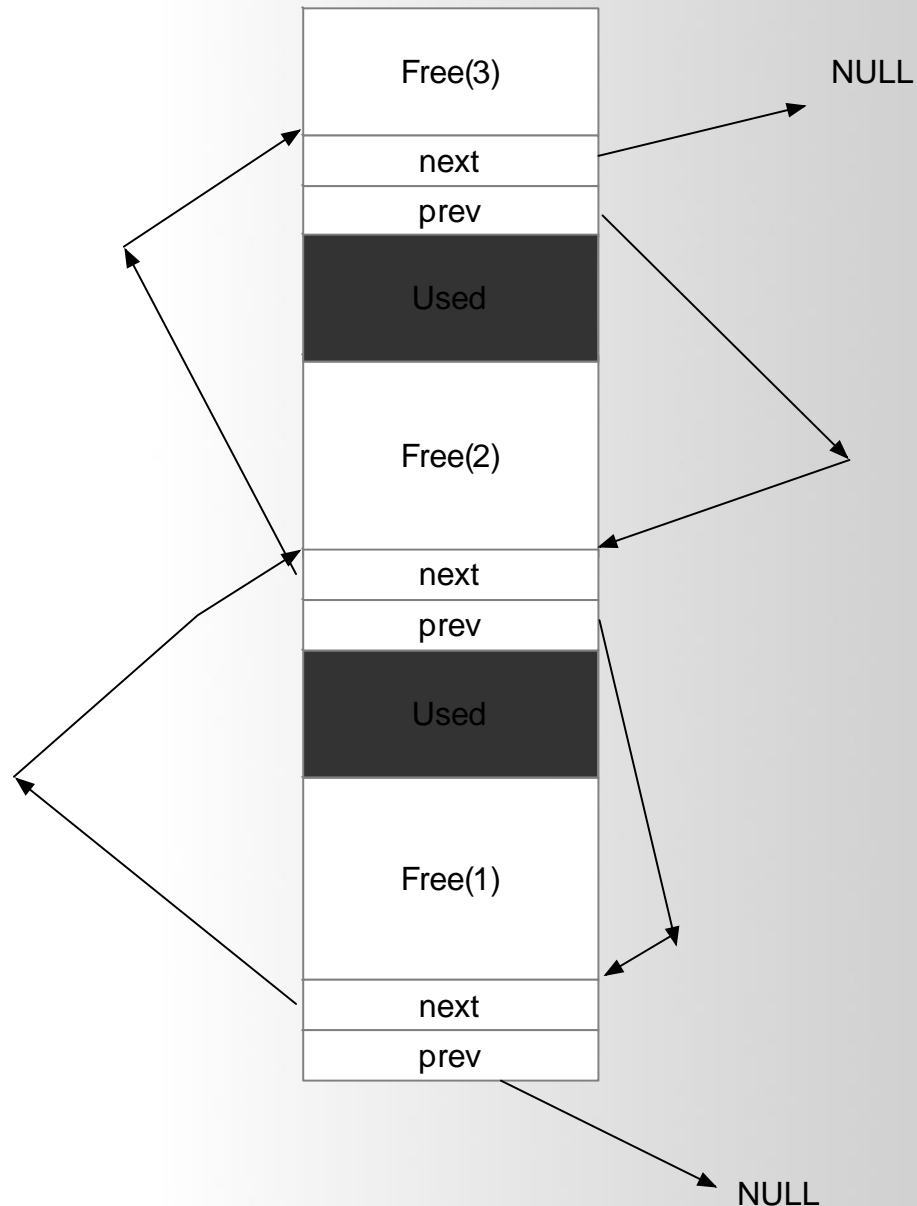 Free(3)
NULL
next
prev
Used
Free(2)
next
prev
Used
Free(1)
next
prev
NULL